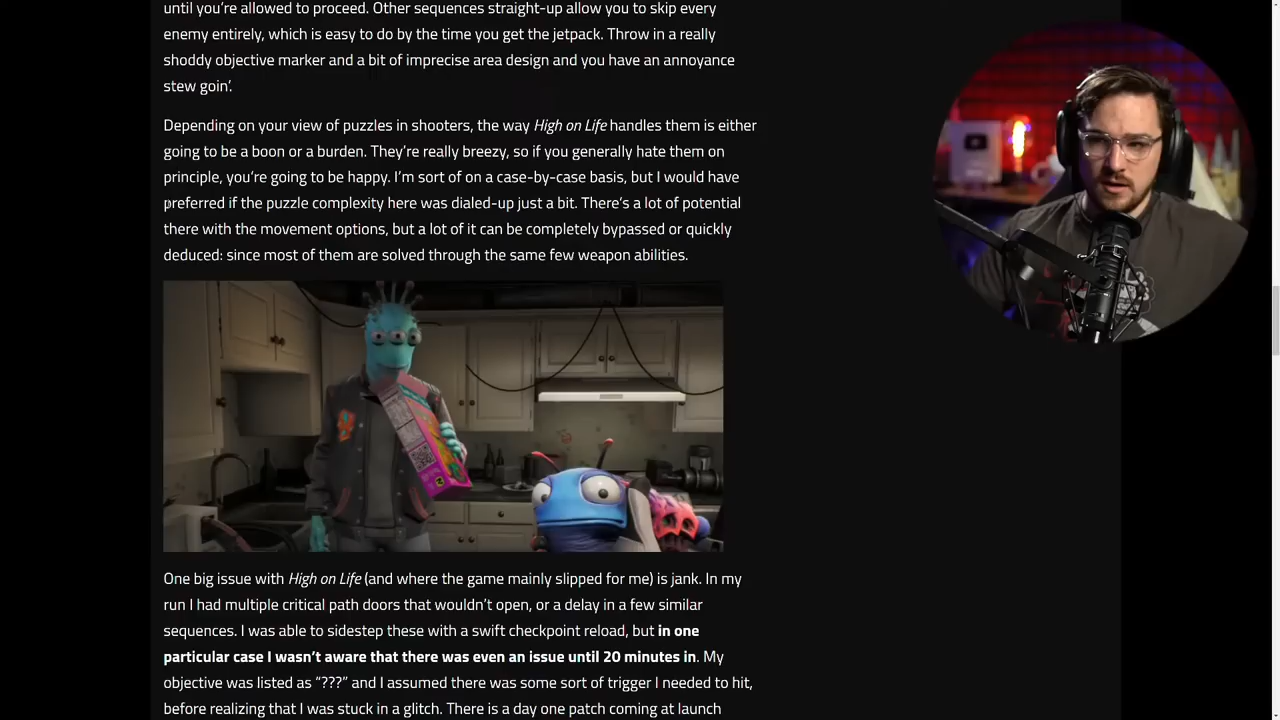 until you're allowed to proceed. Other sequences straight-up allow you to skip every
enemy entirely, which is easy to do by the time you get the jetpack. Throw in a really
shoddy objective marker and a bit of imprecise area design and you have an annoyance
stew goin'.
Depending on your view of puzzles in shooters, the way High on Life handles them is either
going to be a boon or a burden. They're really breezy, so if you generally hate them on
principle, you're going to be happy. I'm sort of on a case-by-case basis, but I would have
preferred if the puzzle complexity here was dialed-up just a bit. There's a lot of potential
there with the movement options, but a lot of it can be completely bypassed or quickly
deduced: since most of them are solved through the same few weapon abilities.
One big issue with High on Life (and where the game mainly slipped for me) is jank. In my
run I had multiple critical path doors that wouldn't open, or a delay in a few similar
sequences. I was able to sidestep these with a swift checkpoint reload, but in one
particular case I wasn't aware that there was even an issue until 20 minutes in. My
objective was listed as "???" and I assumed there was some sort of trigger I needed to hit,
before realizing that I was stuck in a glitch. There is a day one patch coming at launch